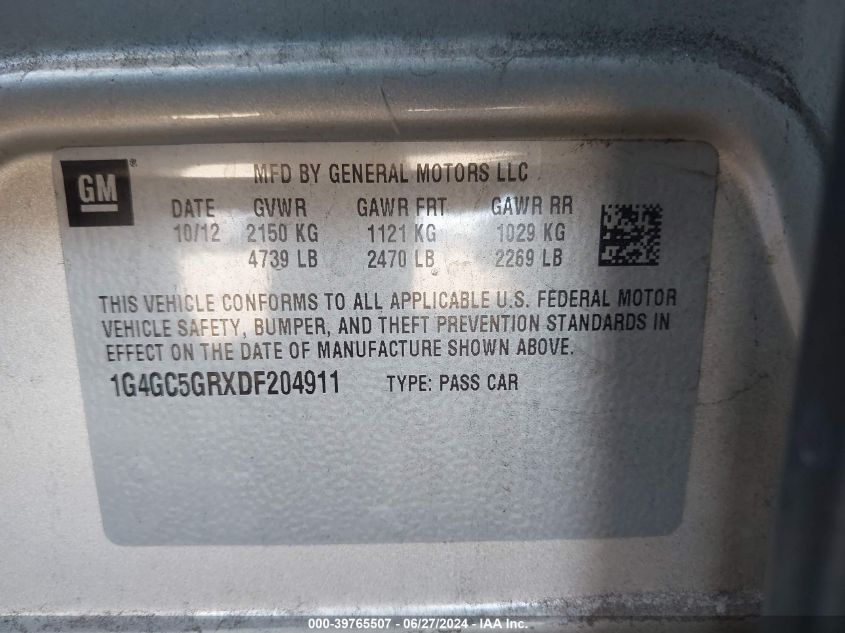 GM®
MFD BY GENERAL MOTORS LLC
DATE GVWR GAWR FRT GAWR RR
10/12 2150 KG 1121 KG 1029 KG
4739 LB 2470 LB 2269 LB
THIS VEHICLE CONFORMS TO ALL APPLICABLE U.S. FEDERAL MOTOR
VEHICLE SAFETY, BUMPER, AND THEFT PREVENTION STANDARDS IN
EFFECT ON THE DATE OF MANUFACTURE SHOWN ABOVE.
1G4GC5GRXDF204911 TYPE: PASS CAR
000-39765507 - 06/27/2024 - IAA Inc.